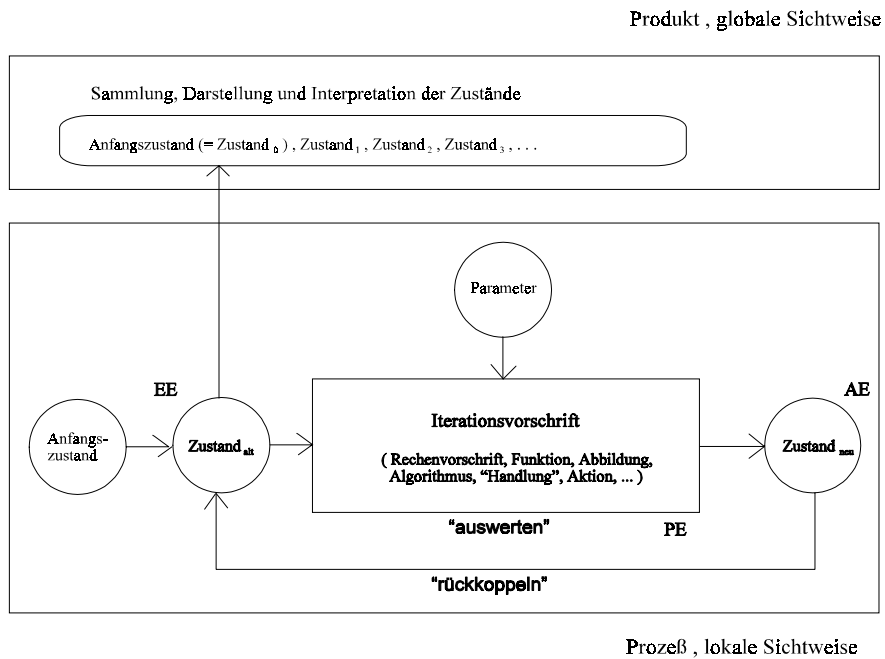 Produkt , globale Sichtweise
Sammlung, Darstellung und Interpretation der Zustände
Anfangszustand (= Zustand 0 ) , Zustand 1 , Zustand 2 , Zustand 3 , . . .
Parameter
EE
AE
Anfangs-
zustand
Zustand alt
Iterationsvorschrift
( Rechenvorschrift, Funktion, Abbildung,
Algorithmus, “Handlung”, Aktion, ... )
Zustand neu
“auswerten”
PE
“rückkoppeln”
Prozeß , lokale Sichtweise